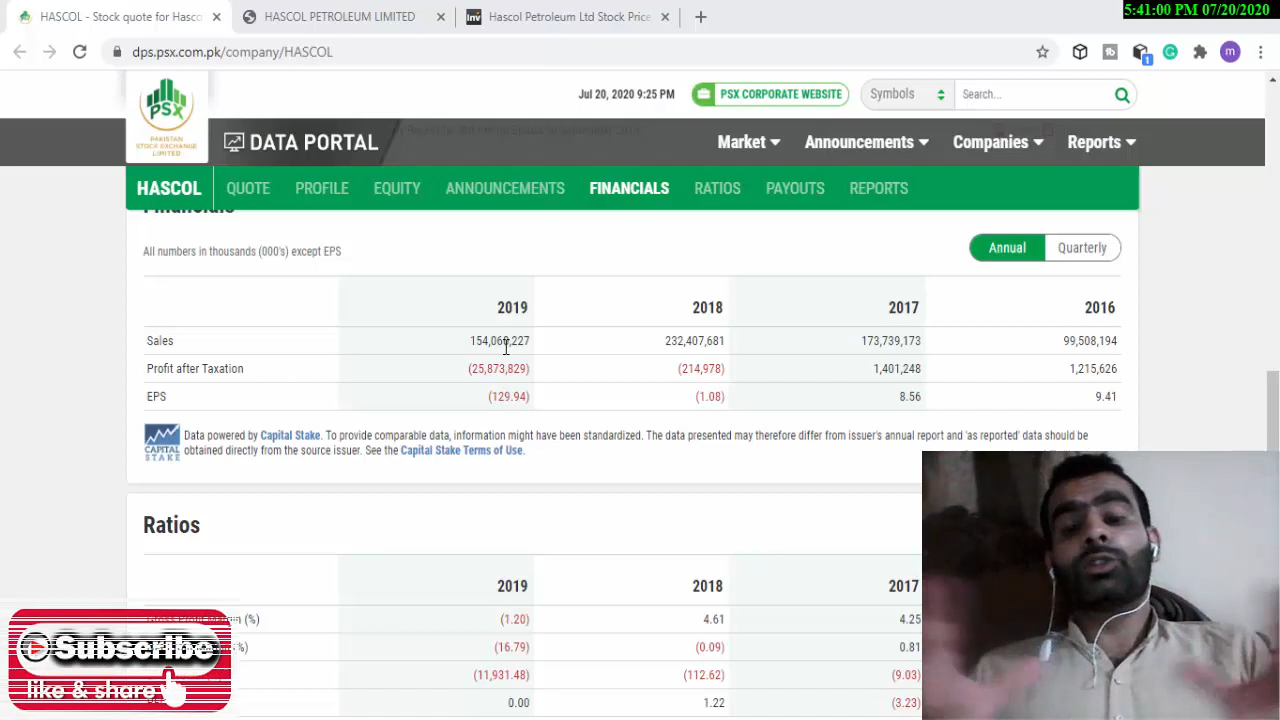 5:41:00 PM 07/20/2020
HASCOL - Stock quote for Hasco
HASCOL PETROLEUM LIMITED
Inv Hascol Petroleum Ltd Stock Price
dps.psx.com.pk/company/HASCOL
1
m
PSX
PAKISTAN
STOCK EXCHANGE
LIMITED
Jul 20, 2020 9:25 PM
PSX CORPORATE WEBSITE
Symbols
Search...
DATA PORTAL
Market
Announcements
Companies
Reports
HASCOL
QUOTE
PROFILE
EQUITY
ANNOUNCEMENTS
FINANCIALS
RATIOS
PAYOUTS
REPORTS
Financials
All numbers in thousands (000's) except EPS
Annual
Quarterly
2019 2018 2017 2016
Sales 232,407,681 173,739,173 99,508,194
Profit after Taxation (25,873,829) (214,978) 1,401,248 1,215,626
EPS (129.94) (1.08) 8.56 9.41
CAPITAL
STAKE
Data powered by Capital Stake. To provide comparable data, information might have been standardized. The data presented may therefore differ from issuer's annual report and 'as reported' data should be
obtained directly from the source issuer. See the Capital Stake Terms of Use.
Ratios
2019 2018 2017
(%) (1.20) 4.61 4.25
%) (16.79) (0.09) 0.81
(11,931.48) (112.62) (9.03)
0.00 1.22 (3.23)
Subscribe
like & share